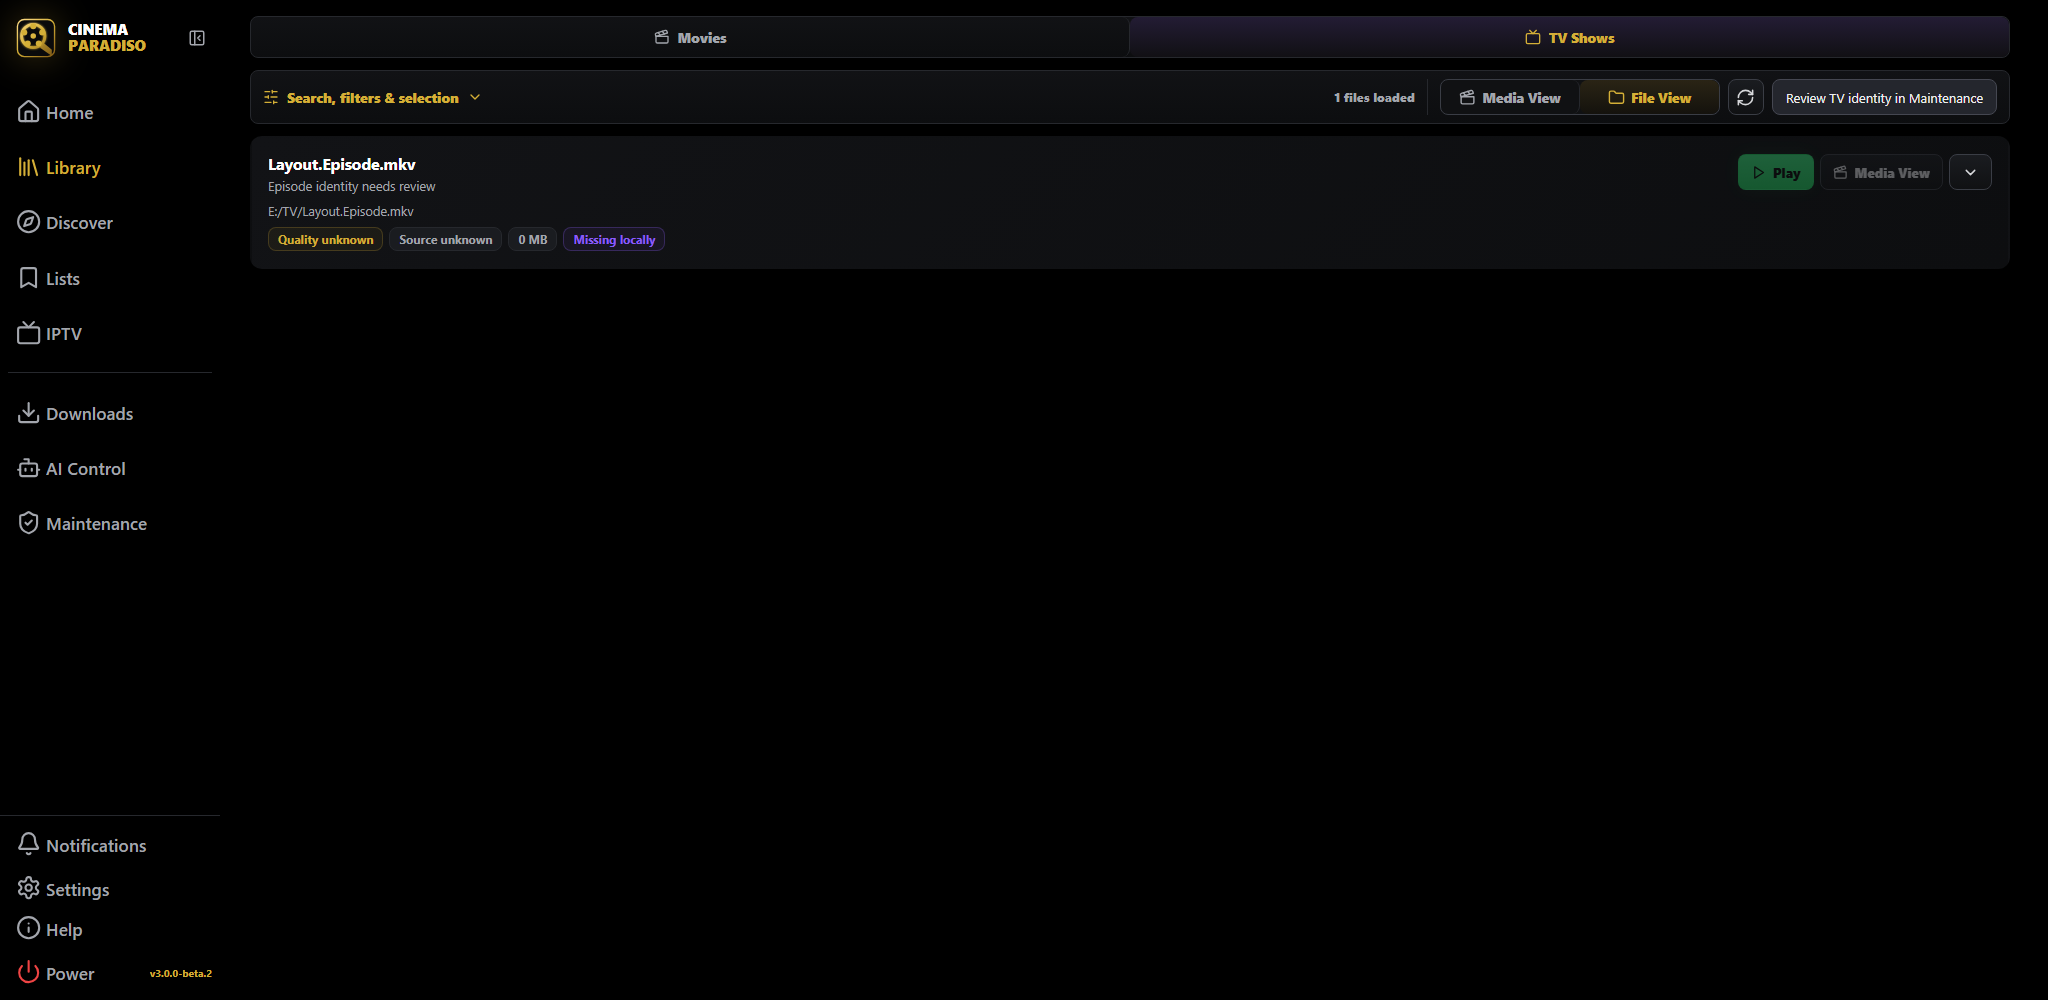 CINEMA
PARADISO
Home
Library
Discover
Lists
IPTV
Downloads
AI Control
Maintenance
Notifications
Settings
Help
Power
v3.0.0-beta.2
Movies
TV Shows
Search, filters & selection
1 files loaded
Media View
File View
Review TV identity in Maintenance
Layout.Episode.mkv
Episode identity needs review
E:/TV/Layout.Episode.mkv
Quality unknown
Source unknown
0 MB
Missing locally
Play
Media View